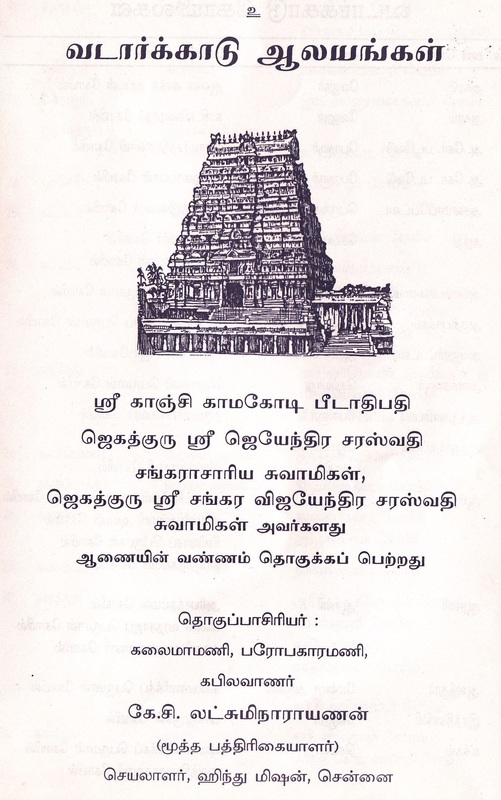 உ
வடார்க்காடு ஆலயங்கள்
ஸ்ரீ காஞ்சி காமகோடி பீடாதிபதி
ஜெகத்குரு ஸ்ரீ ஜெயேந்திர சரஸ்வதி
சங்கராசாரிய சுவாமிகள்,
ஜெகத்குரு ஸ்ரீ சங்கர விஜயேந்திர சரஸ்வதி
சுவாமிகள் அவர்களது
ஆணையின் வண்ணம் தொகுக்கப் பெற்றது
தொகுப்பாசிரியர் :
கலைமாமணி, பரோபகாரமணி,
கபிலவாணர்
கே.சி. லட்சுமிநாராயணன்
(மூத்த பத்திரிகையாளர்)
செயலாளர், ஹிந்து மிஷன், சென்னை